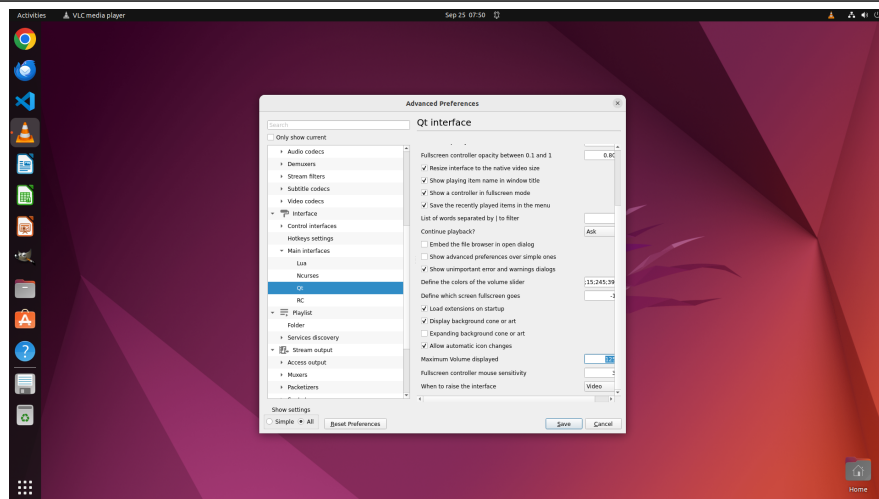 Activities
VLC media player
Sep 25 07:50
Advanced Preferences
Search
Only show current
Audio codecs
Demuxers
Stream filters
Subtitle codecs
Video codecs
Interface
Control interfaces
Hotkeys settings
Main interfaces
Lua
Ncurses
Qt
RC
Playlist
Folder
Services discovery
Stream output
Access output
Muxers
Packetizers
Show settings
Simple
All
Reset Preferences
Qt interface
Fullscreen controller opacity between 0.1 and 1
0.80
Resize interface to the native video size
Show playing item name in window title
Show a controller in fullscreen mode
Save the recently played items in the menu
List of words separated by | to filter
Continue playback?
Ask
Embed the file browser in open dialog
Show advanced preferences over simple ones
Show unimportant error and warnings dialogs
Define the colors of the volume slider
;15;245;39
Define which screen fullscreen goes
-1
Load extensions on startup
Display background cone or art
Expanding background cone or art
Allow automatic icon changes
Maximum Volume displayed
125
Fullscreen controller mouse sensitivity
3
When to raise the interface
Video
Save
Cancel
Home